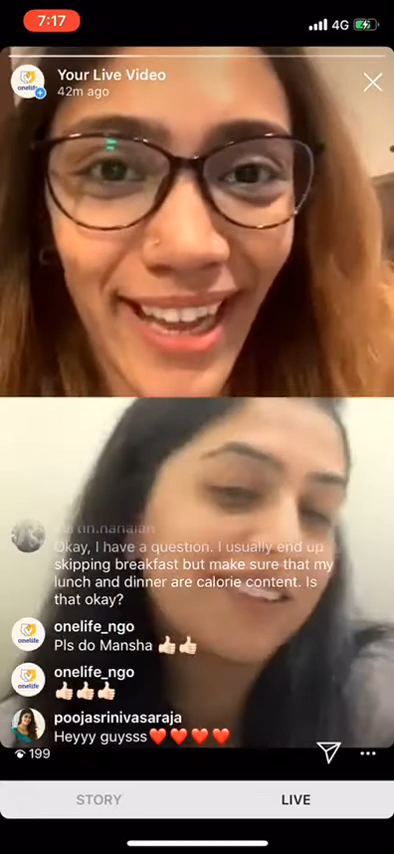 7:17
4G
onelife
Your Live Video
42m ago
Okay, I have a question. I usually end up
skipping breakfast but make sure that my
lunch and dinner are calorie content. Is
that okay?
onelife
onelife_ngo
Pls do Mansha 👍🏻👍🏻
onelife
onelife_ngo
👍🏻👍🏻👍🏻
poojasrinivasaraja
Heyyy guysss❤️❤️❤️❤️
199
STORY
LIVE